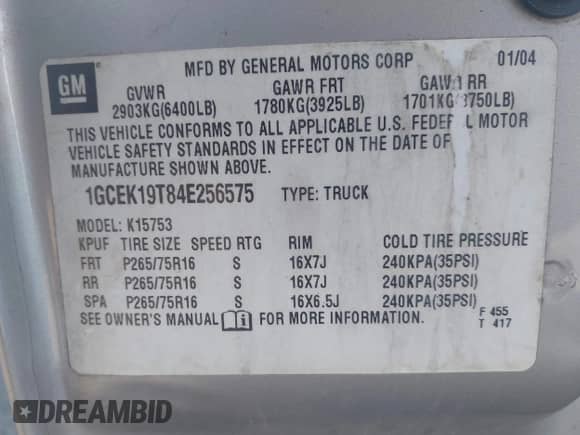 MFD BY GENERAL MOTORS CORP 01/04
GM
GVWR GAWR FRT GAWR RR
2903KG(6400LB) 1780KG(3925LB) 1701KG(3750LB)
THIS VEHICLE CONFORMS TO ALL APPLICABLE U.S. FEDERAL MOTOR
VEHICLE SAFETY STANDARDS IN EFFECT ON THE DATE OF
MANUFACTURE SHOWN ABOVE.
1GCEK19T84E256575 TYPE: TRUCK
MODEL: K15753
KPUF TIRE SIZE SPEED RTG RIM COLD TIRE PRESSURE
FRT P265/75R16 S 16X7J 240KPA(35PSI)
RR P265/75R16 S 16X7J 240KPA(35PSI)
SPA P265/75R16 S 16X6.5J 240KPA(35PSI)
SEE OWNER'S MANUAL FOR MORE INFORMATION.
F 455
T 417
DREAMBID